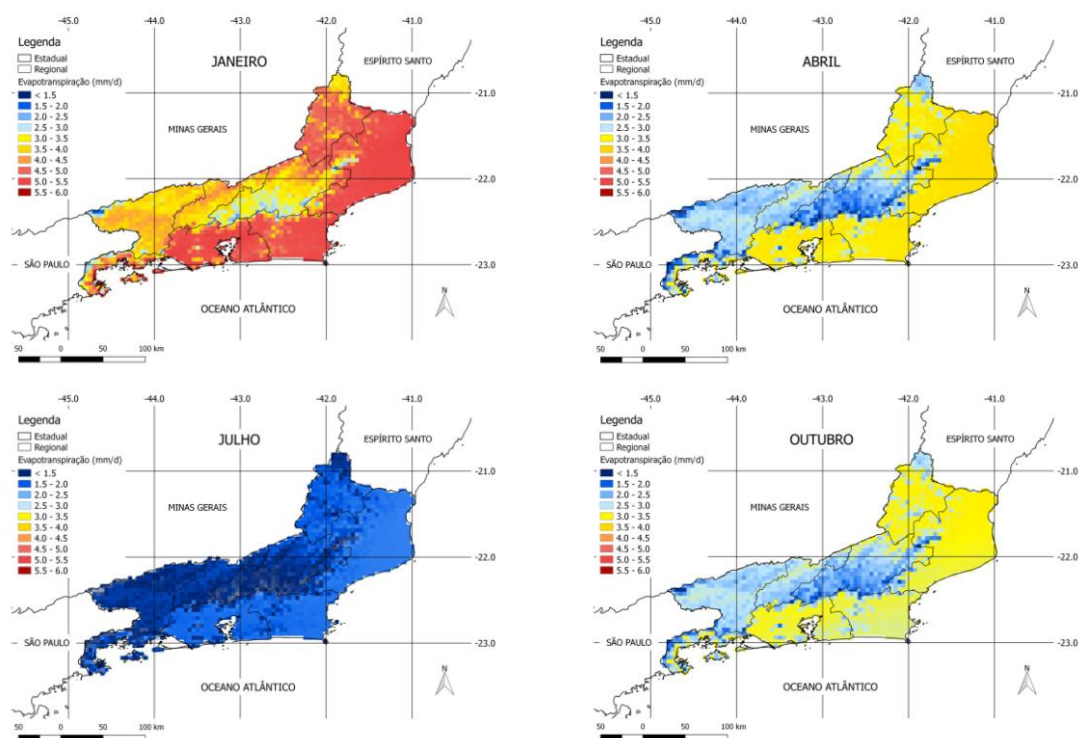 -45.0 -44.0 -43.0 -42.0 -41.0
Legenda
Estadual
Regional
Evapotranspiração (mm/d)
< 1.5
1.5 - 2.0
2.0 - 2.5
2.5 - 3.0
3.0 - 3.5
3.5 - 4.0
4.0 - 4.5
4.5 - 5.0
5.0 - 5.5
5.5 - 6.0
JANEIRO
ESPÍRITO SANTO
-21.0
MINAS GERAIS
-22.0
SÃO PAULO
-23.0
N
OCEANO ATLÂNTICO
50 0 50 100 km
-45.0 -44.0 -43.0 -42.0 -41.0
Legenda
Estadual
Regional
Evapotranspiração (mm/d)
< 1.5
1.5 - 2.0
2.0 - 2.5
2.5 - 3.0
3.0 - 3.5
3.5 - 4.0
4.0 - 4.5
4.5 - 5.0
5.0 - 5.5
5.5 - 6.0
ABRIL
ESPÍRITO SANTO
-21.0
MINAS GERAIS
-22.0
SÃO PAULO
-23.0
N
OCEANO ATLÂNTICO
50 0 50 100 km
-45.0 -44.0 -43.0 -42.0 -41.0
Legenda
Estadual
Regional
Evapotranspiração (mm/d)
< 1.5
1.5 - 2.0
2.0 - 2.5
2.5 - 3.0
3.0 - 3.5
3.5 - 4.0
4.0 - 4.5
4.5 - 5.0
5.0 - 5.5
5.5 - 6.0
JULHO
ESPÍRITO SANTO
-21.0
MINAS GERAIS
-22.0
SÃO PAULO
-23.0
N
OCEANO ATLÂNTICO
50 0 50 100 km
-45.0 -44.0 -43.0 -42.0 -41.0
Legenda
Estadual
Regional
Evapotranspiração (mm/d)
< 1.5
1.5 - 2.0
2.0 - 2.5
2.5 - 3.0
3.0 - 3.5
3.5 - 4.0
4.0 - 4.5
4.5 - 5.0
5.0 - 5.5
5.5 - 6.0
OUTUBRO
ESPÍRITO SANTO
-21.0
MINAS GERAIS
-22.0
SÃO PAULO
-23.0
N
OCEANO ATLÂNTICO
50 0 50 100 km